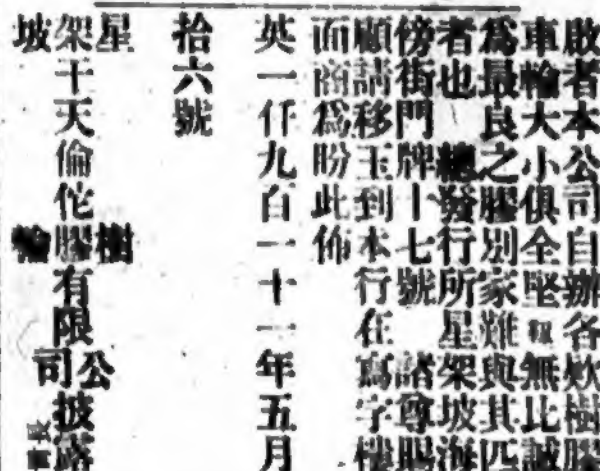 啟者本公司自辦各欵樹膠
車輪大小俱全堅無比誠
爲最良之膠別家難與其匹
者也 總發行所星架坡海
傍街門牌十七號 諸尊賜
顧請移玉到本行在寫字樓
面商爲盼此佈
英一仟九百一十一年五月
拾六號
星架坡干天倫佗樹膠輪有限公司披露